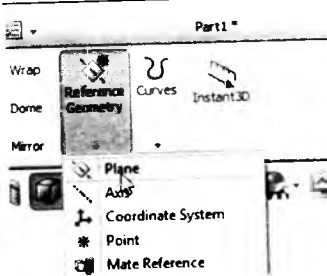 Part1 *
Wrap
Dome
Mirror
Reference
Geometry
Curves
Instant3D
Plane
Axis
Coordinate System
Point
Mate Reference